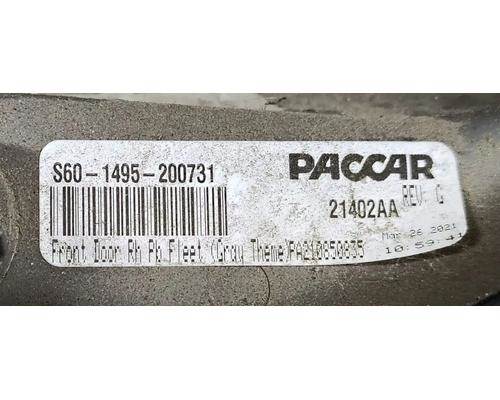 S60-1495-200731
PACCAR
21402AA
REV. G
Mar 26 2021
10:59:41
Front Door Rh Pb Fleet (Gray Theme)PA210850835